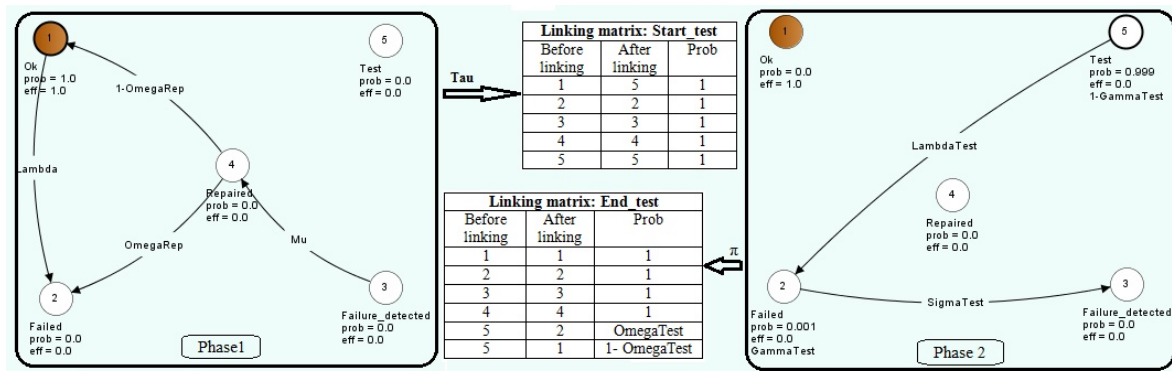 1
Ok
prob = 1.0
eff = 1.0
5
Test
prob = 0.0
eff = 0.0
1-OmegaRep
Lambda
4
Repaired
prob = 0.0
eff = 0.0
OmegaRep
Mu
2
Failed
prob = 0.0
eff = 0.0
3
Failure_detected
prob = 0.0
eff = 0.0
Phase1
Tau
Linking matrix: Start_test
Before linking After linking Prob
1 5 1
2 2 1
3 3 1
4 4 1
5 5 1
Linking matrix: End_test
Before linking After linking Prob
1 1 1
2 2 1
3 3 1
4 4 1
5 2 OmegaTest
5 1 1- OmegaTest
π
1
Ok
prob = 0.0
eff = 1.0
5
Test
prob = 0.999
eff = 0.0
1-GammaTest
LambdaTest
4
Repaired
prob = 0.0
eff = 0.0
2
Failed
prob = 0.001
eff = 0.0
GammaTest
SigmaTest
3
Failure_detected
prob = 0.0
eff = 0.0
Phase 2